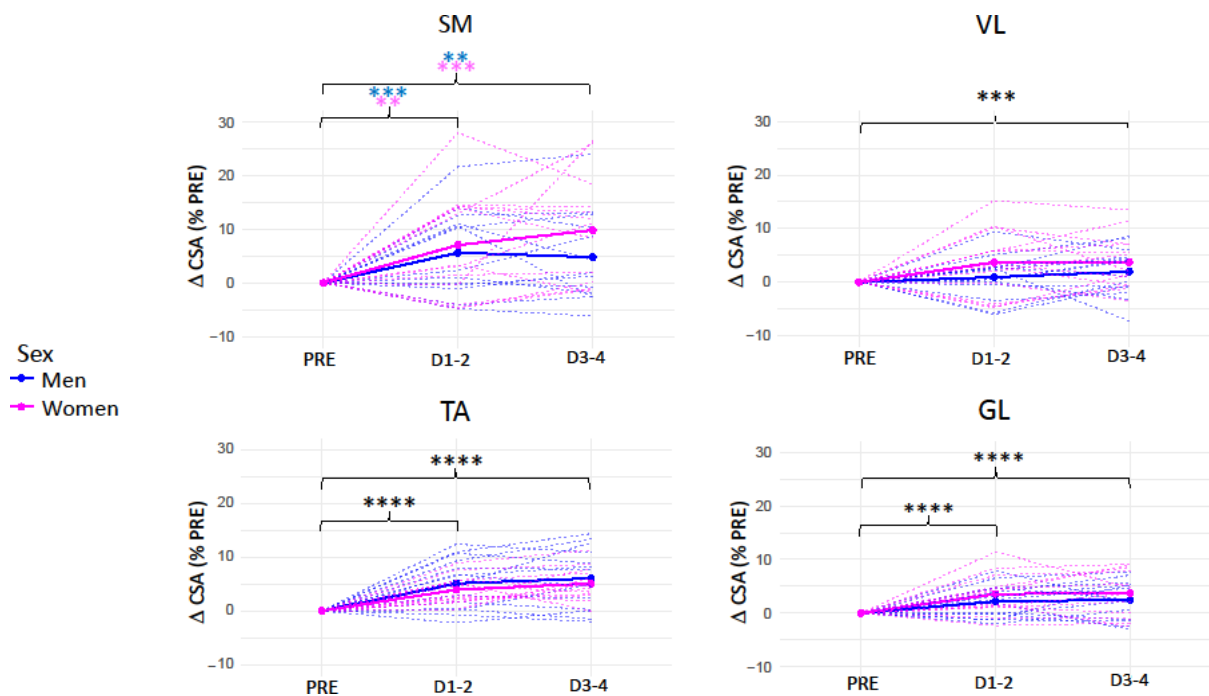 SM
**
***
***
**
30
20
10
0
−10
Δ CSA (% PRE)
PRE
D1-2
D3-4
VL
***
30
20
10
0
−10
Δ CSA (% PRE)
PRE
D1-2
D3-4
Sex
Men
Women
TA
****
****
30
20
10
0
−10
Δ CSA (% PRE)
PRE
D1-2
D3-4
GL
****
****
30
20
10
0
−10
Δ CSA (% PRE)
PRE
D1-2
D3-4